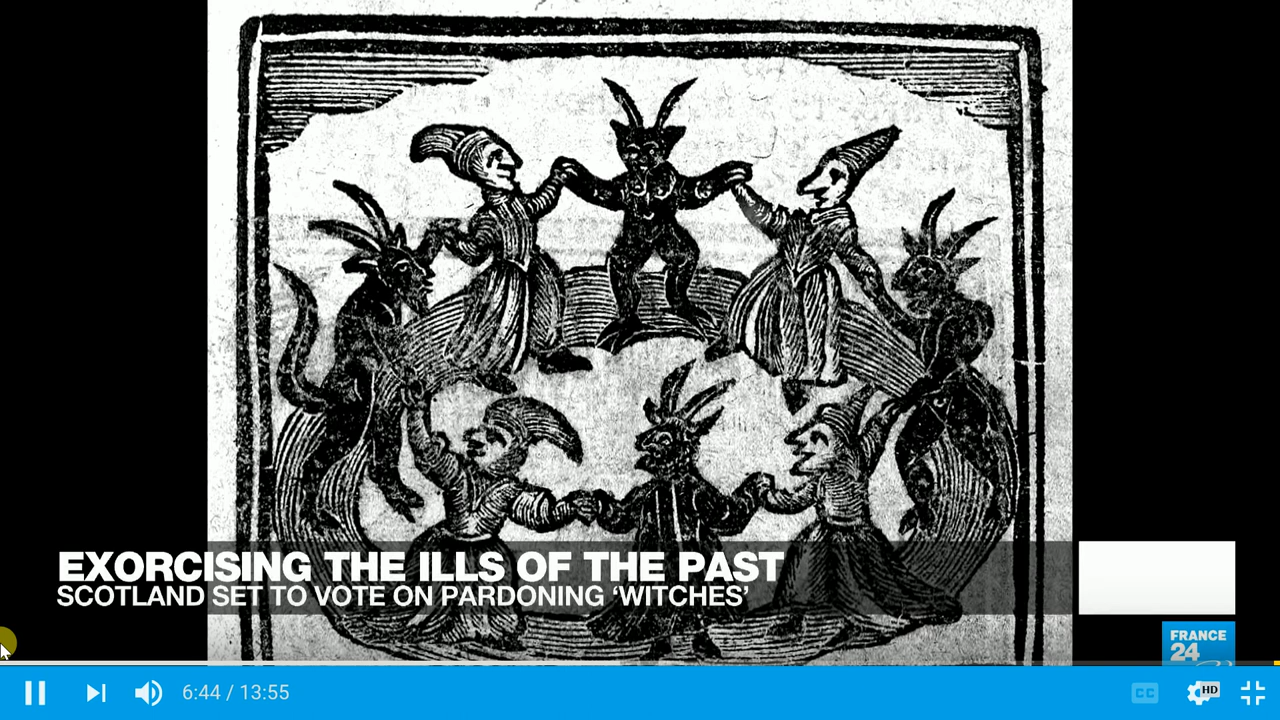 EXORCISING THE ILLS OF THE PAST
SCOTLAND SET TO VOTE ON PARDONING ‘WITCHES’
FRANCE
24
6:44 / 13:55
CC
HD